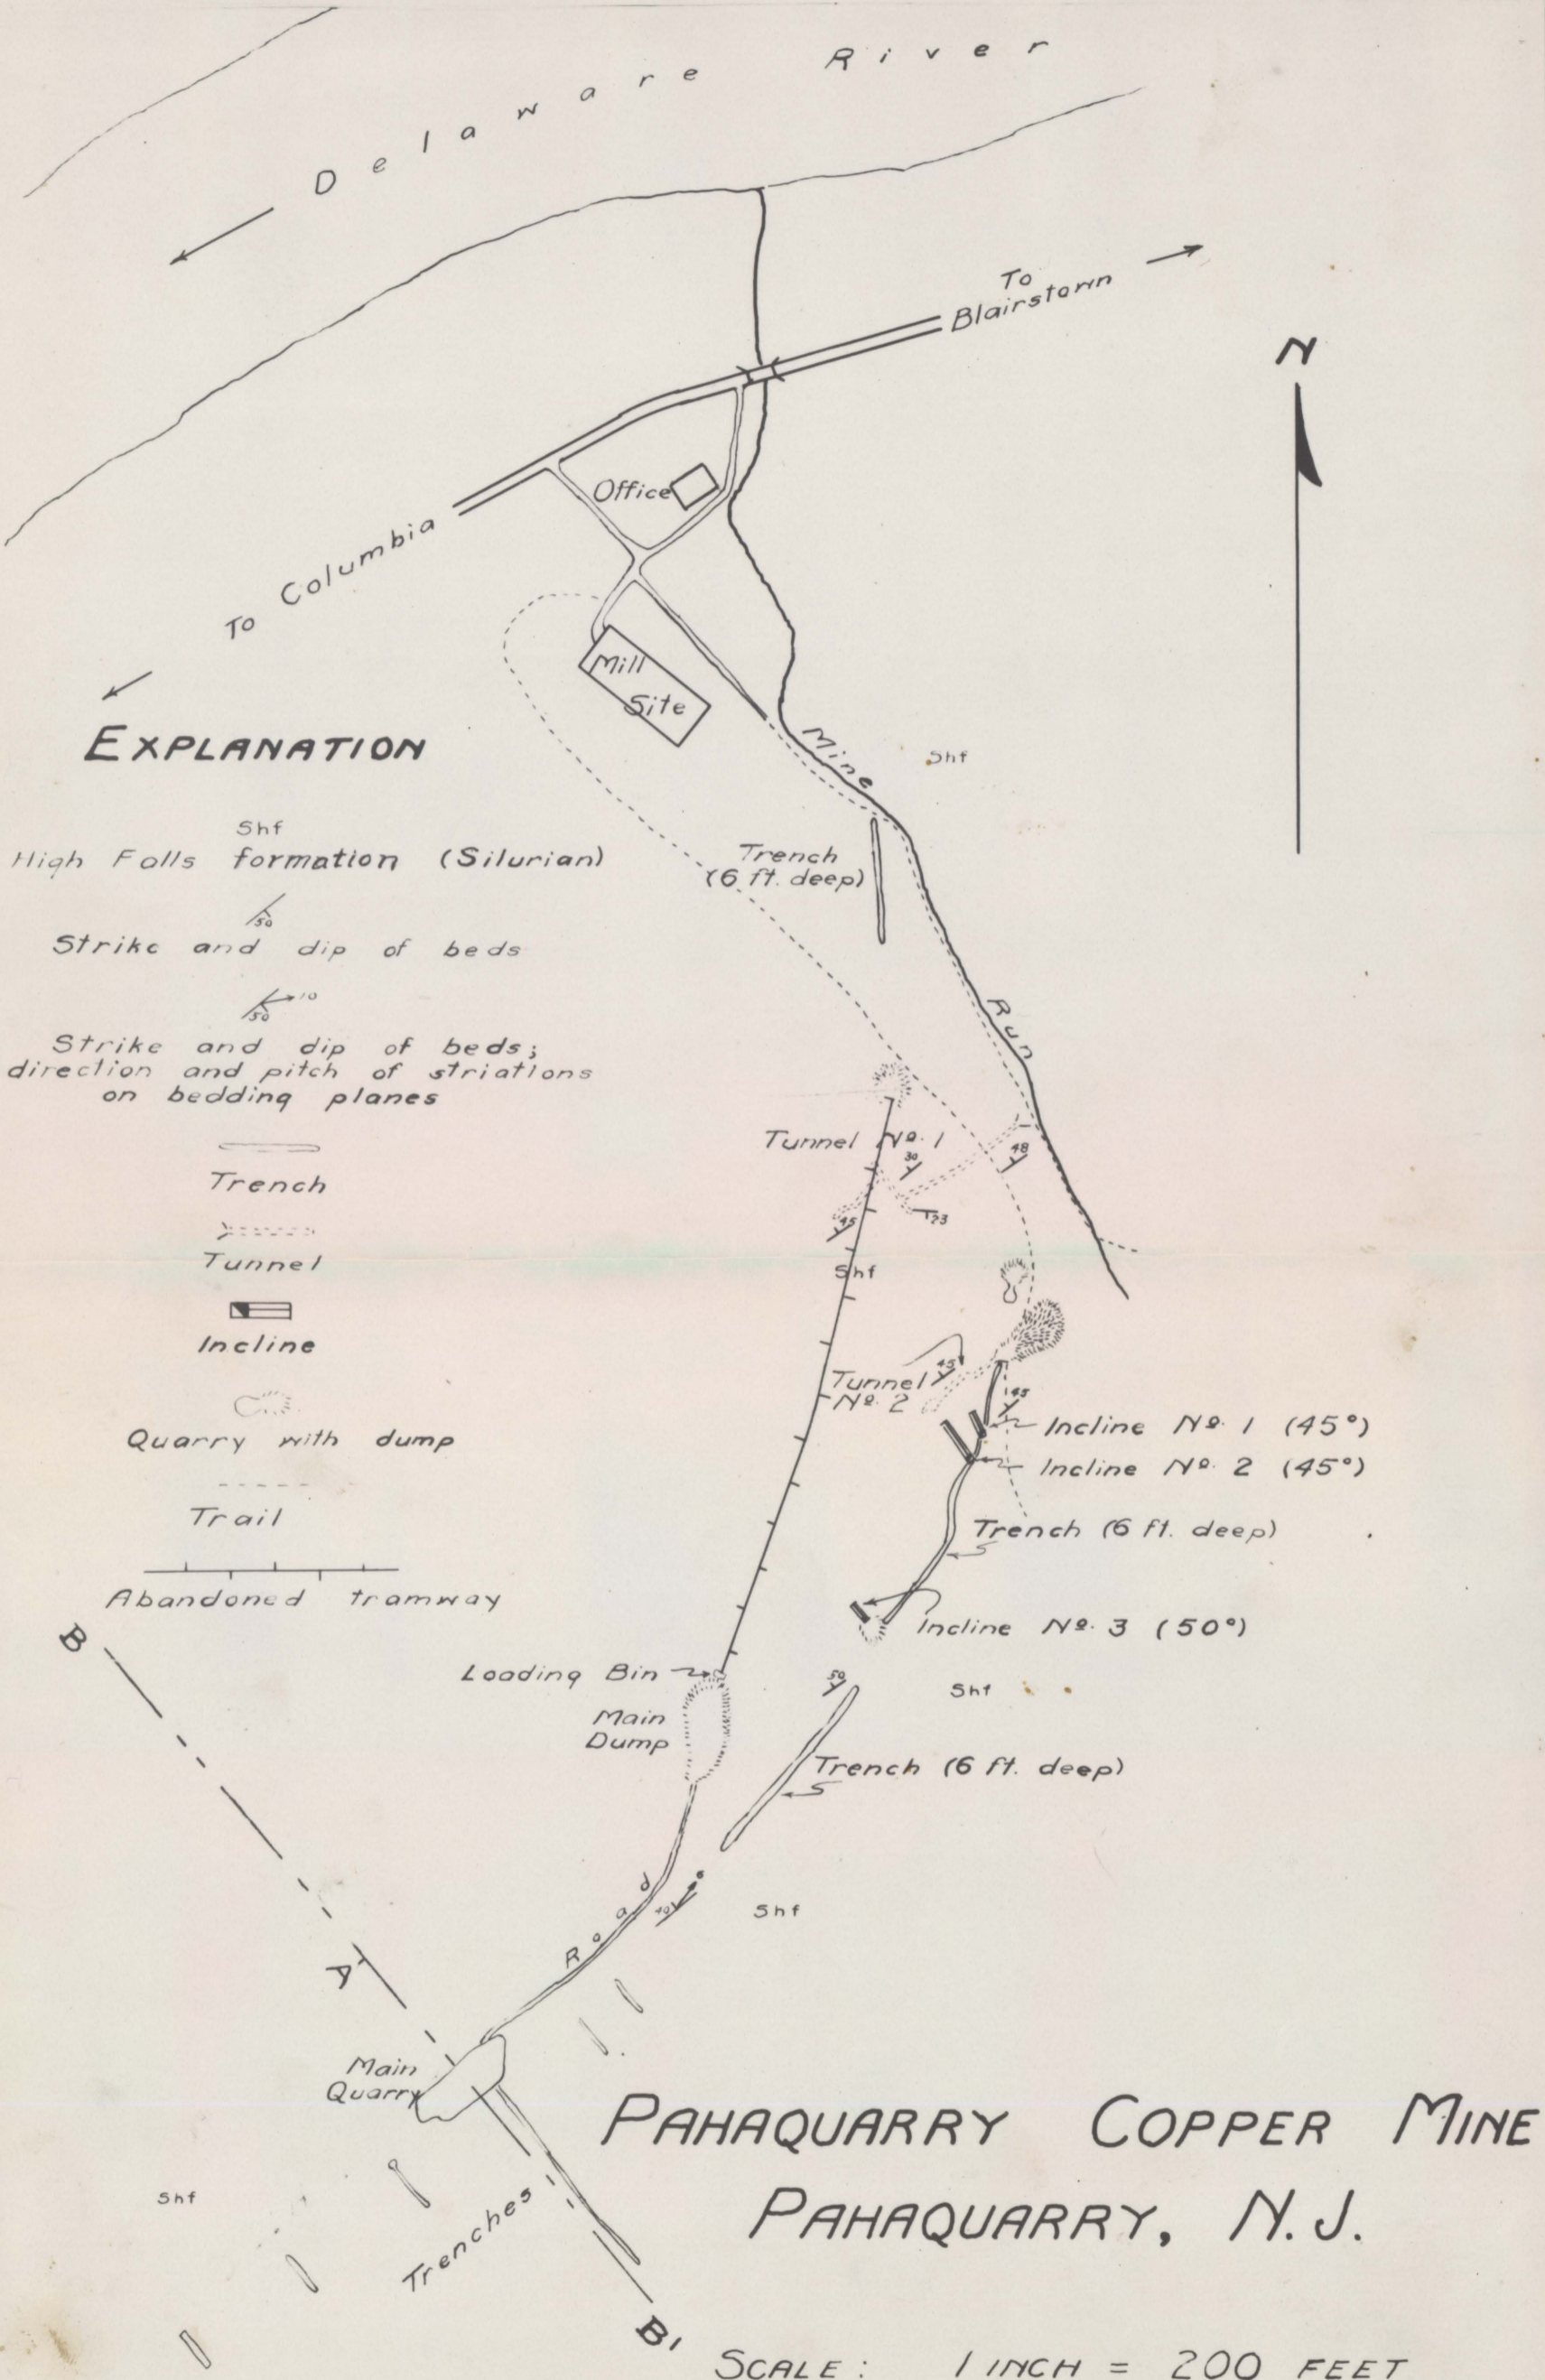 Delaware River
To
Blairstown
N
Office
To Columbia
Mill
Site
EXPLANATION
Shf
High Falls formation (Silurian)
50
Strike and dip of beds
10
50
Strike and dip of beds;
direction and pitch of striations
on bedding planes
Trench
Tunnel
Incline
Quarry with dump
Trail
Abandoned tramway
Mine Run
Shf
Trench
(6 ft. deep)
Tunnel No. 1
30
48
45
23
Shf
Tunnel
No. 2
45
45
Incline No. 1 (45°)
Incline No. 2 (45°)
Trench (6 ft. deep)
Incline No. 3 (50°)
Loading Bin
Main
Dump
50
Shf
Trench (6 ft. deep)
B
A
Road
40
Shf
Main
Quarry
Shf
Trenches
B'
PAHAQUARRY COPPER MINE
PAHAQUARRY, N.J.
SCALE: 1 INCH = 200 FEET